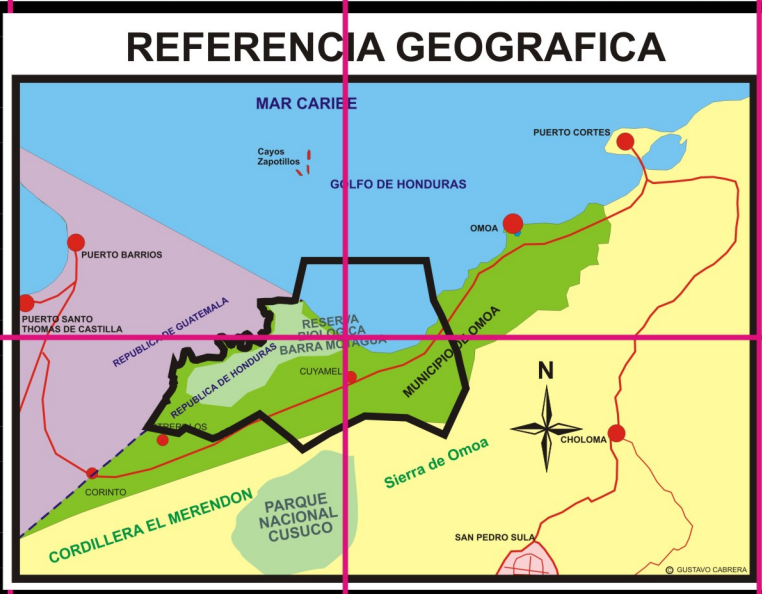 REFERENCIA GEOGRAFICA
MAR CARIBE
Cayos
Zapotillos
PUERTO CORTES
GOLFO DE HONDURAS
OMOA
PUERTO BARRIOS
PUERTO SANTO
THOMAS DE CASTILLA
REPUBLICA DE GUATEMALA
RESERVA
BIOLOGICA
BARRA MOTAGUA
REPUBLICA DE HONDURAS
CUYAMEL
MUNICIPIO DE OMOA
N
CHOLOMA
CORINTO
Sierra de Omoa
CORDILLERA EL MERENDON
PARQUE
NACIONAL
CUSUCO
SAN PEDRO SULA
© GUSTAVO CABRERA